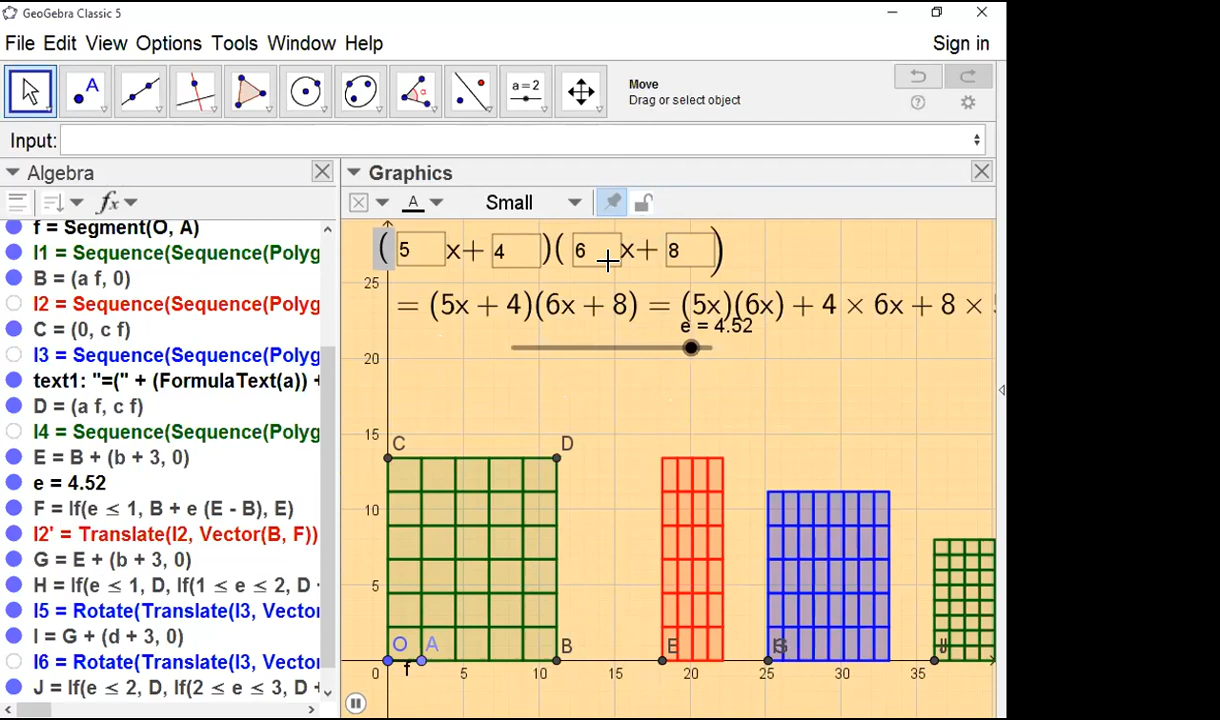 GeoGebra Classic 5
File Edit View Options Tools Window Help Sign in
A a=2 Move
Drag or select object
Input:
Algebra Graphics
fx A Small
f = Segment(O, A)
l1 = Sequence(Sequence(Polyg
B = (a f, 0)
l2 = Sequence(Sequence(Polyg
C = (0, c f)
l3 = Sequence(Sequence(Polyg
text1: "=(" + (FormulaText(a)) +
D = (a f, c f)
l4 = Sequence(Sequence(Polyg
E = B + (b + 3, 0)
e = 4.52
F = If(e ≤ 1, B + e (E - B), E)
l2' = Translate(l2, Vector(B, F))
G = E + (b + 3, 0)
H = If(e ≤ 1, D, If(1 ≤ e ≤ 2, D +
l5 = Rotate(Translate(l3, Vector
I = G + (d + 3, 0)
l6 = Rotate(Translate(l3, Vecto
J = If(e ≤ 2, D, If(2 ≤ e ≤ 3, D +
( 5 x+ 4 )( 6 x+ 8 )
= (5x + 4)(6x + 8) = (5x)(6x) + 4 × 6x + 8 ×
e = 4.52
25
20
15
10
5
C D
O A B E G
f
0 5 10 15 20 25 30 35